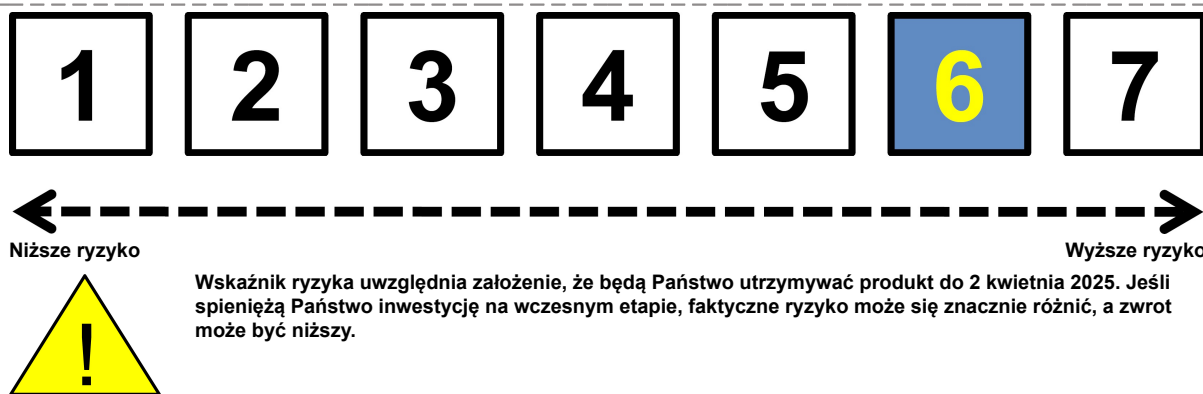 1 2 3 4 5 6 7
Niższe ryzyko Wyższe ryzyko
Wskaźnik ryzyka uwzględnia założenie, że będą Państwo utrzymywać produkt do 2 kwietnia 2025. Jeśli
spieniężą Państwo inwestycję na wczesnym etapie, faktyczne ryzyko może się znacznie różnić, a zwrot
może być niższy.
!